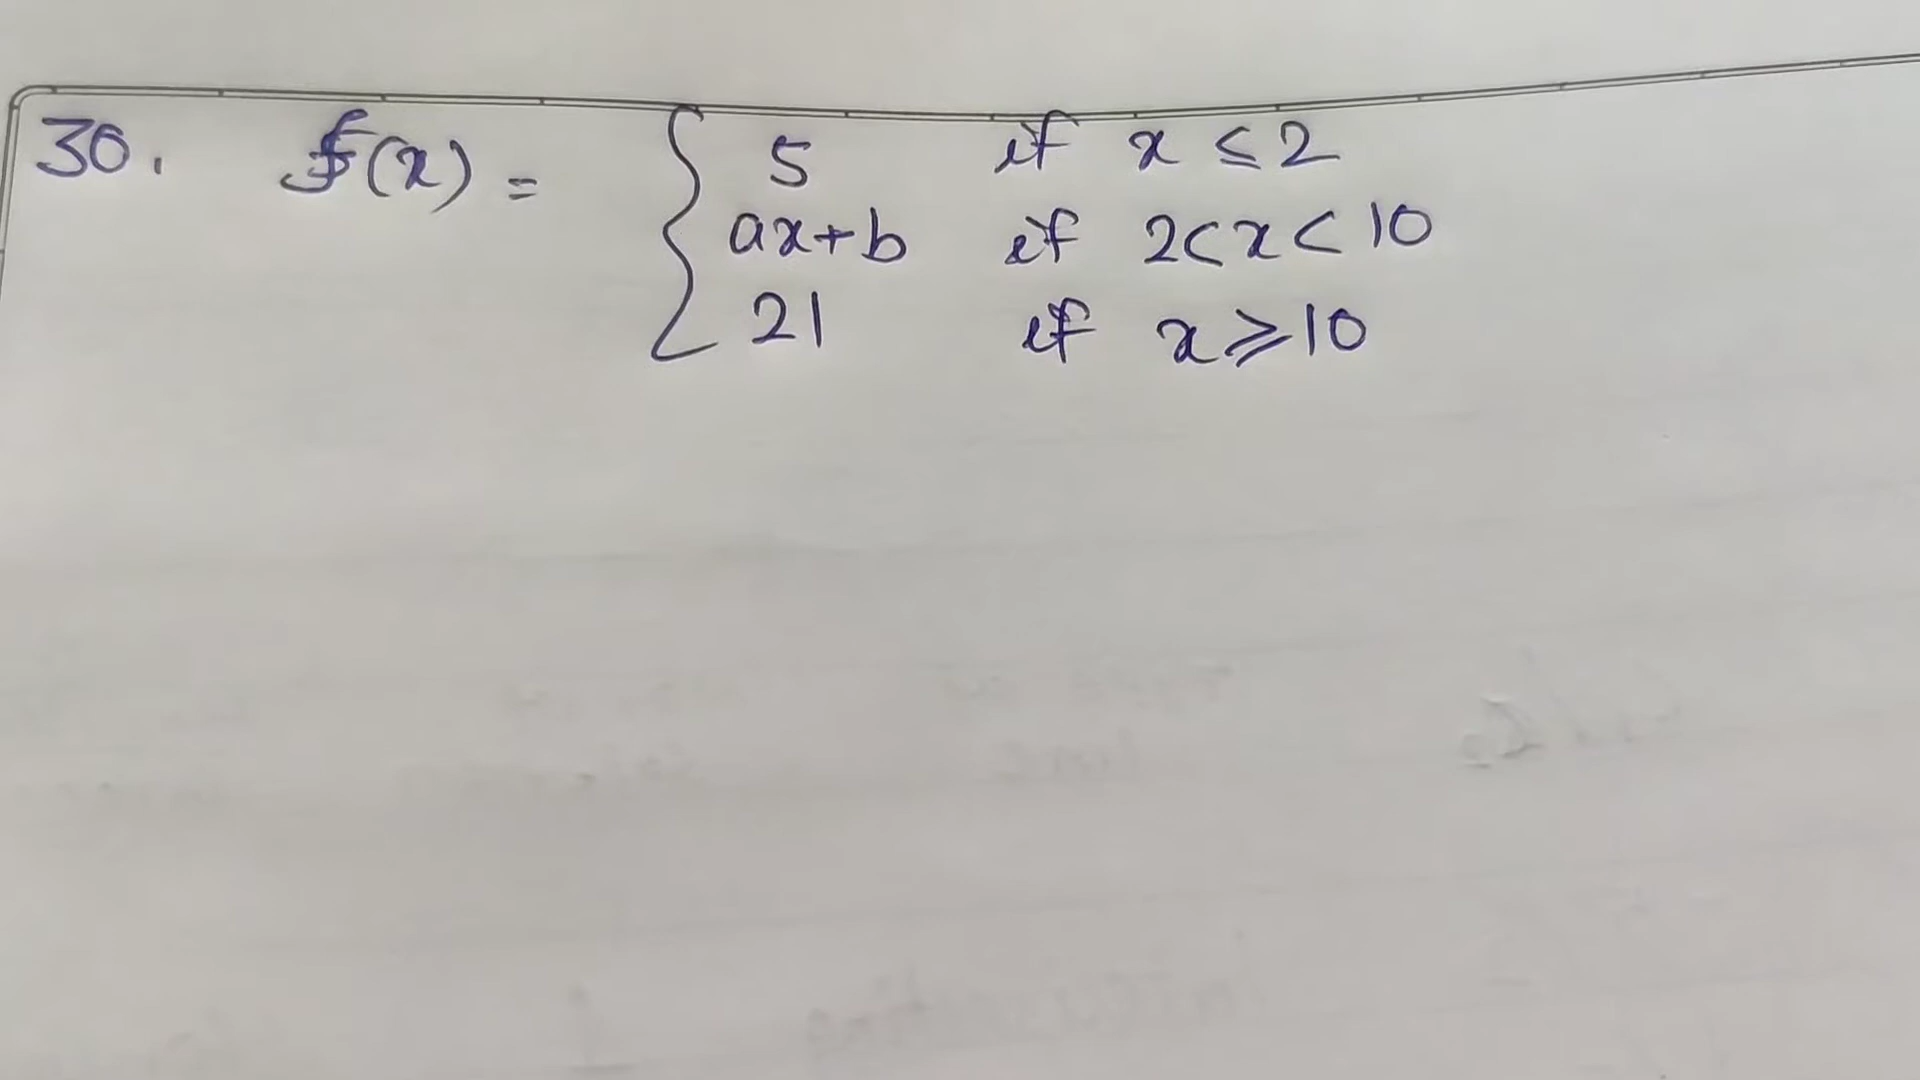 30. f(x) = { 5 if x ≤ 2
ax+b if 2<x<10
21 if x ⩾ 10